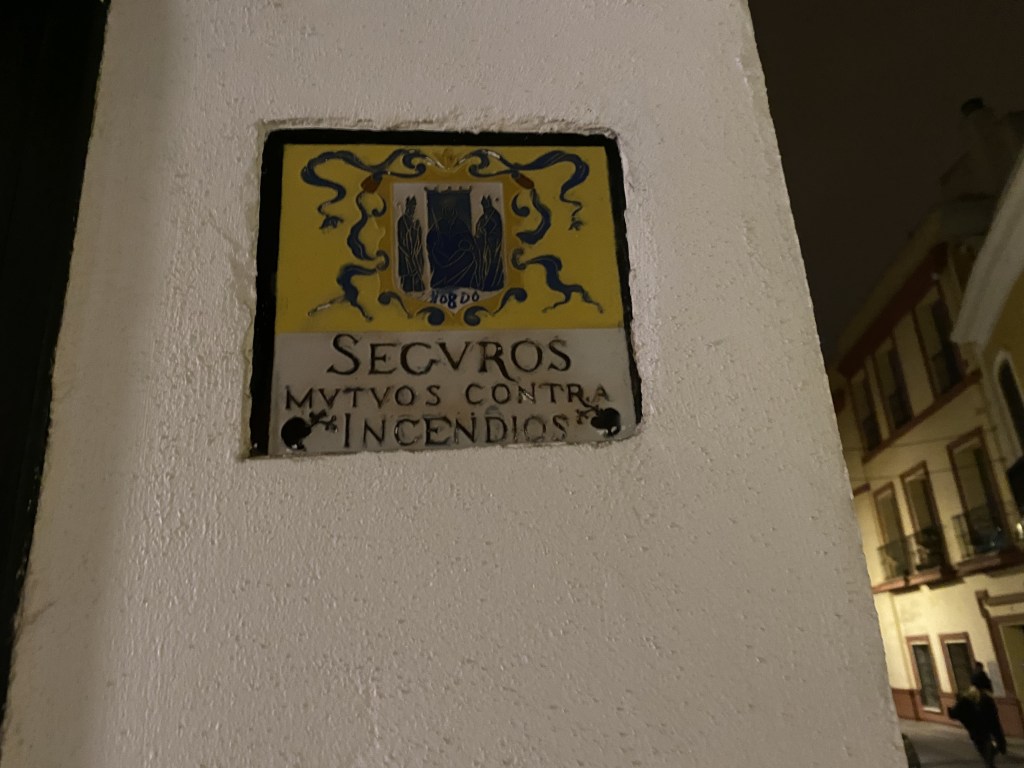 NO8DO
SEGVROS
MVTVOS CONTRA
INCENDIOS